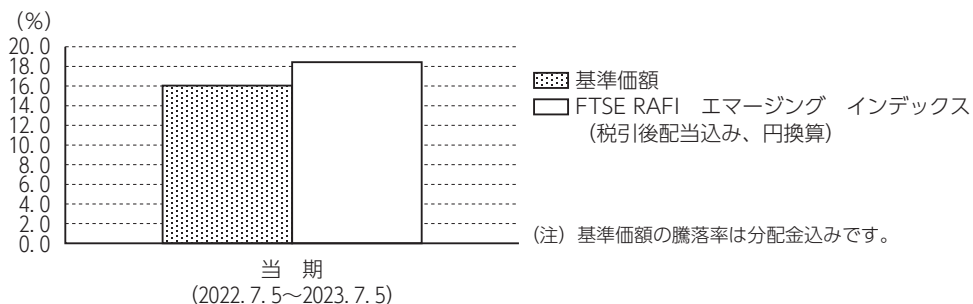 (%)
20.0
18.0
16.0
14.0
12.0
10.0
8.0
6.0
4.0
2.0
0.0
基準価額
FTSE RAFI　エマージング　インデックス
（税引後配当込み、円換算）
（注）基準価額の騰落率は分配金込みです。
当　期
(2022.7.5～2023.7.5)